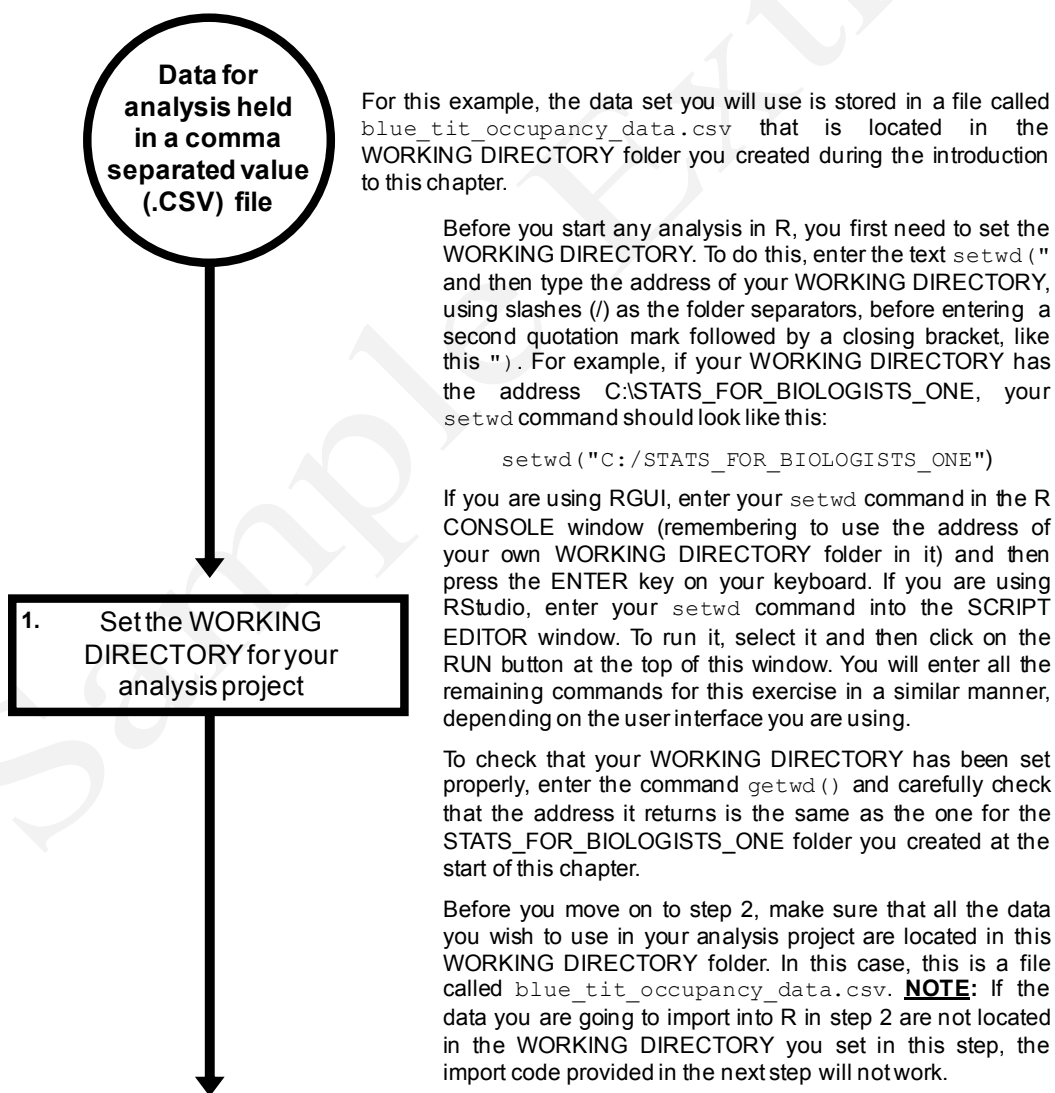 Data for
analysis held
in a comma
separated value
(.CSV) file
For this example, the data set you will use is stored in a file called
blue_tit_occupancy_data.csv that is located in the
WORKING DIRECTORY folder you created during the introduction
to this chapter.
Before you start any analysis in R, you first need to set the
WORKING DIRECTORY. To do this, enter the text setwd("
and then type the address of your WORKING DIRECTORY,
using slashes (/) as the folder separators, before entering a
second quotation mark followed by a closing bracket, like
this "). For example, if your WORKING DIRECTORY has
the address C:\STATS_FOR_BIOLOGISTS_ONE, your
setwd command should look like this:
setwd("C:/STATS_FOR_BIOLOGISTS_ONE")
If you are using RGUI, enter your setwd command in the R
CONSOLE window (remembering to use the address of
your own WORKING DIRECTORY folder in it) and then
press the ENTER key on your keyboard. If you are using
RStudio, enter your setwd command into the SCRIPT
EDITOR window. To run it, select it and then click on the
RUN button at the top of this window. You will enter all the
remaining commands for this exercise in a similar manner,
depending on the user interface you are using.
1. Set the WORKING
DIRECTORY for your
analysis project
To check that your WORKING DIRECTORY has been set
properly, enter the command getwd() and carefully check
that the address it returns is the same as the one for the
STATS_FOR_BIOLOGISTS_ONE folder you created at the
start of this chapter.
Before you move on to step 2, make sure that all the data
you wish to use in your analysis project are located in this
WORKING DIRECTORY folder. In this case, this is a file
called blue_tit_occupancy_data.csv. NOTE: If the
data you are going to import into R in step 2 are not located
in the WORKING DIRECTORY you set in this step, the
import code provided in the next step will not work.
Sample Ext